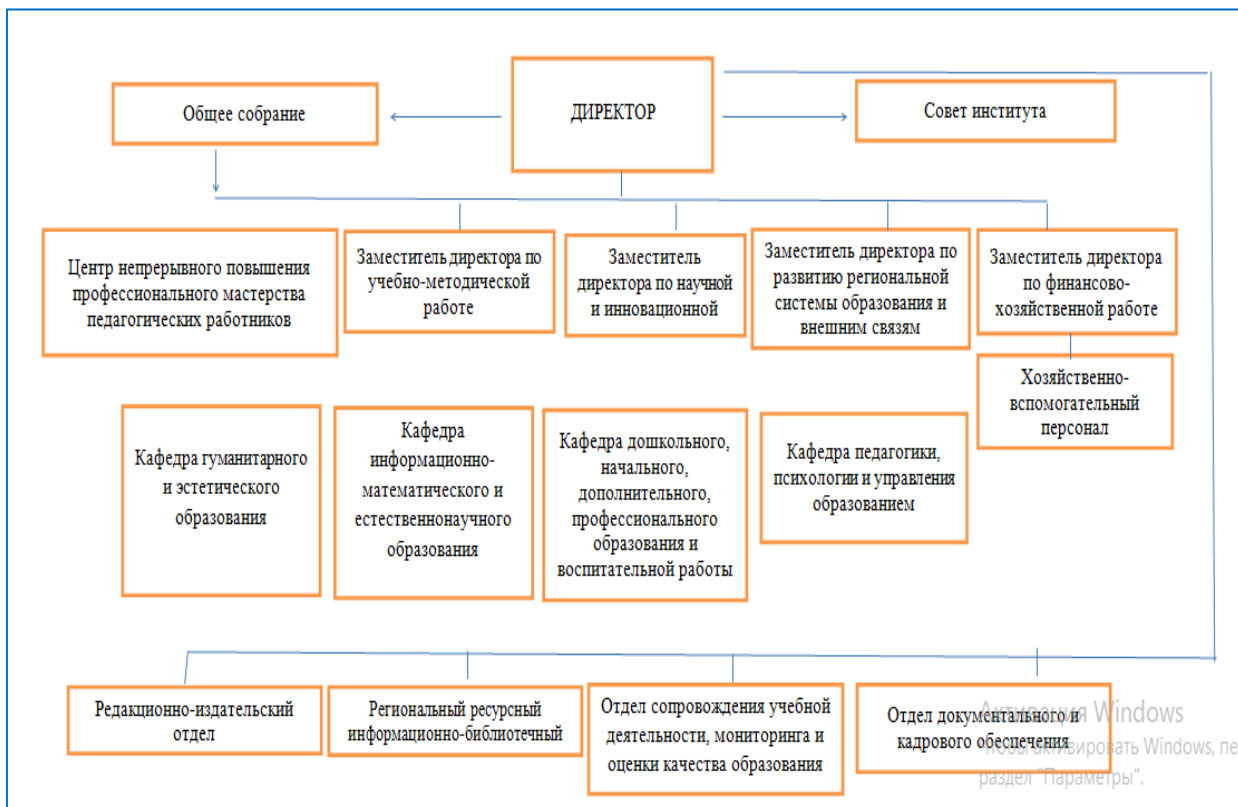 Общее собрание
ДИРЕКТОР
Совет института
Центр непрерывного повышения
профессионального мастерства
педагогических работников
Заместитель директора по
учебно-методической
работе
Заместитель
директора по научной
и инновационной
Заместитель директора по
развитию региональной
системы образования и
внешним связям
Заместитель директора
по финансово-
хозяйственной работе
Хозяйственно-
вспомогательный
персонал
Кафедра гуманитарного
и эстетического
образования
Кафедра
информационно-
математического и
естественнонаучного
образования
Кафедра дошкольного,
начального,
дополнительного,
профессионального
образования и
воспитательной работы
Кафедра педагогики,
психологии и управления
образованием
Редакционно-издательский
отдел
Региональный ресурсный
информационно-библиотечный
Отдел сопровождения учебной
деятельности, мониторинга и
оценки качества образования
Отдел документального и
кадрового обеспечения
Активация Windows
Чтобы активировать Windows, пе
раздел "Параметры".